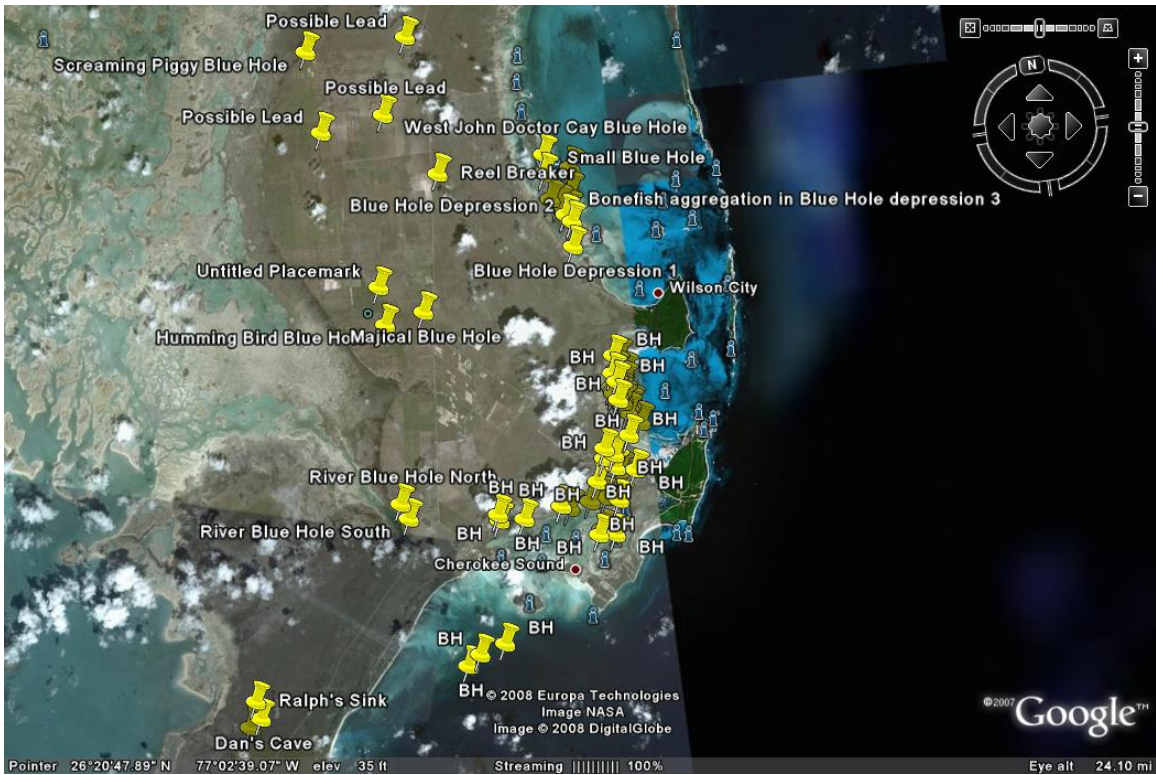 Possible Lead
Screaming Piggy Blue Hole
N
Possible Lead
Possible Lead
West John Doctor Cay Blue Hole
Small Blue Hole
Reel Breaker
Bonefish aggregation in Blue Hole depression 3
Blue Hole Depression 2
Untitled Placemark
Blue Hole Depression 1
Wilson City
Humming Bird Blue Ho
Majical Blue Hole
BH
BH
BH
BH
BH
BH
BH
BH
River Blue Hole North
BH
BH
BH
BH
BH
River Blue Hole South
BH
BH
BH
BH
BH
Cherokee Sound
BH
BH
BH
Ralph's Sink
Dan's Cave
© 2008 Europa Technologies
Image NASA
Image © 2008 DigitalGlobe
©2007 Google™
Pointer 26°20'47.89" N 77°02'39.07" W elev 35 ft Streaming 100% Eye alt 24.10 mi